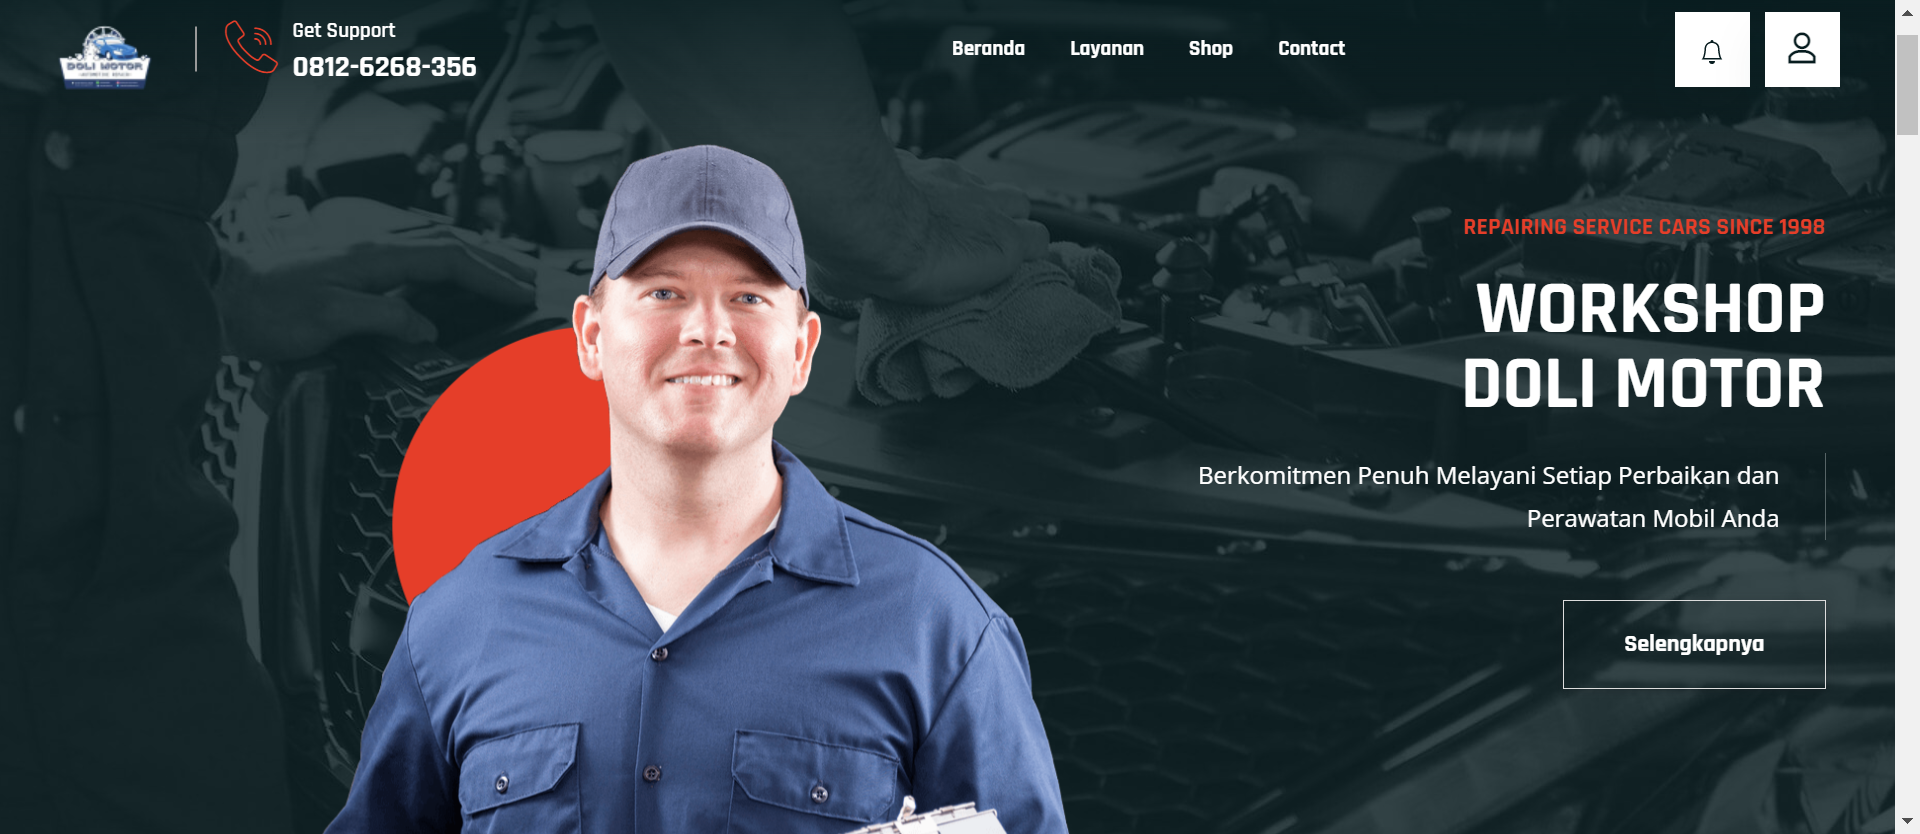 DOLI MOTOR
Get Support
0812-6268-356
Beranda
Layanan
Shop
Contact
REPAIRING SERVICE CARS SINCE 1998
WORKSHOP
DOLI MOTOR
Berkomitmen Penuh Melayani Setiap Perbaikan dan
Perawatan Mobil Anda
Selengkapnya